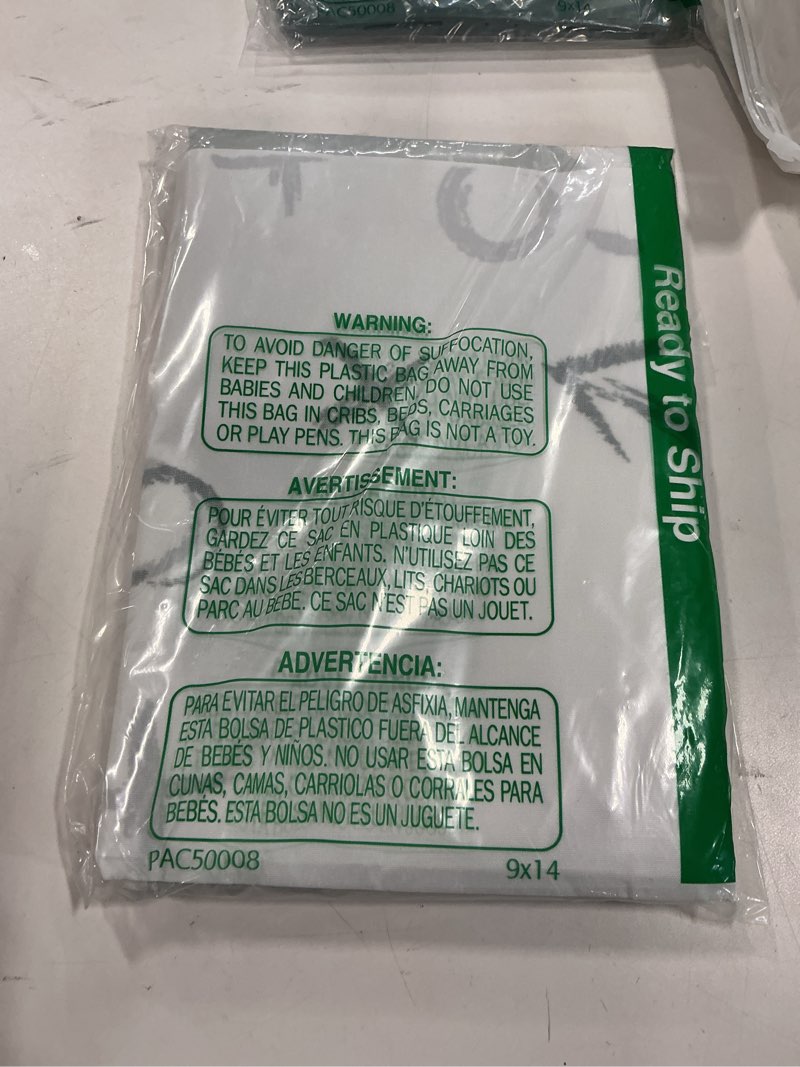 PAC50008
9x14
WARNING:
TO AVOID DANGER OF SUFFOCATION,
KEEP THIS PLASTIC BAG AWAY FROM
BABIES AND CHILDREN. DO NOT USE
THIS BAG IN CRIBS, BEDS, CARRIAGES
OR PLAY PENS. THIS BAG IS NOT A TOY.
AVERTISSEMENT:
POUR ÉVITER TOUT RISQUE D'ÉTOUFFEMENT,
GARDEZ CE SAC EN PLASTIQUE LOIN DES
BÉBÉS ET LES ENFANTS, N'UTILISEZ PAS CE
SAC DANS LES BERCEAUX, LITS, CHARIOTS OU
PARC AU BEBE. CE SAC N'EST PAS UN JOUET.
ADVERTENCIA:
PARA EVITAR EL PELIGRO DE ASFIXIA, MANTENGA
ESTA BOLSA DE PLASTICO FUERA DEL ALCANCE
DE BEBÉS Y NIÑOS. NO USAR ESTA BOLSA EN
CUNAS, CAMAS, CARRIOLAS O CORRALES PARA
BEBÉS. ESTA BOLSA NO ES UN JUGUETE.
PAC50008
9x14
Ready to Ship